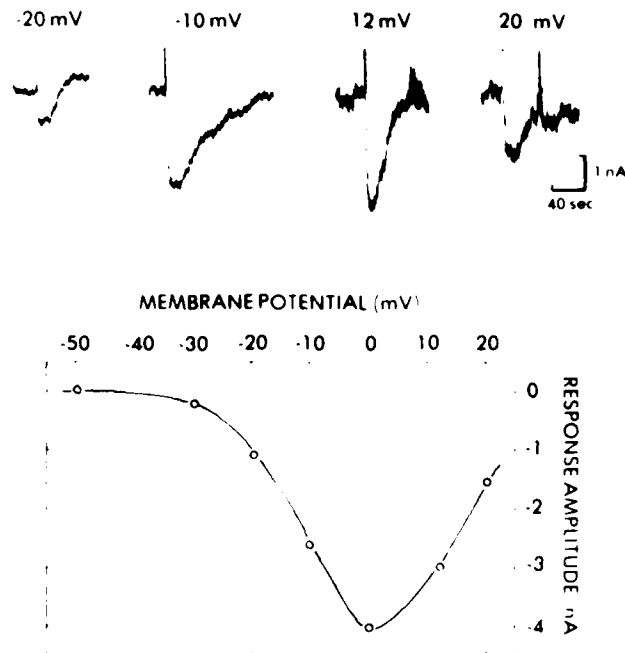 -20 mV -10 mV 12 mV 20 mV
1 nA
40 sec
MEMBRANE POTENTIAL (mV)
-50 -40 -30 -20 -10 0 10 20
0
-1
-2
-3
-4
RESPONSE AMPLITUDE nA